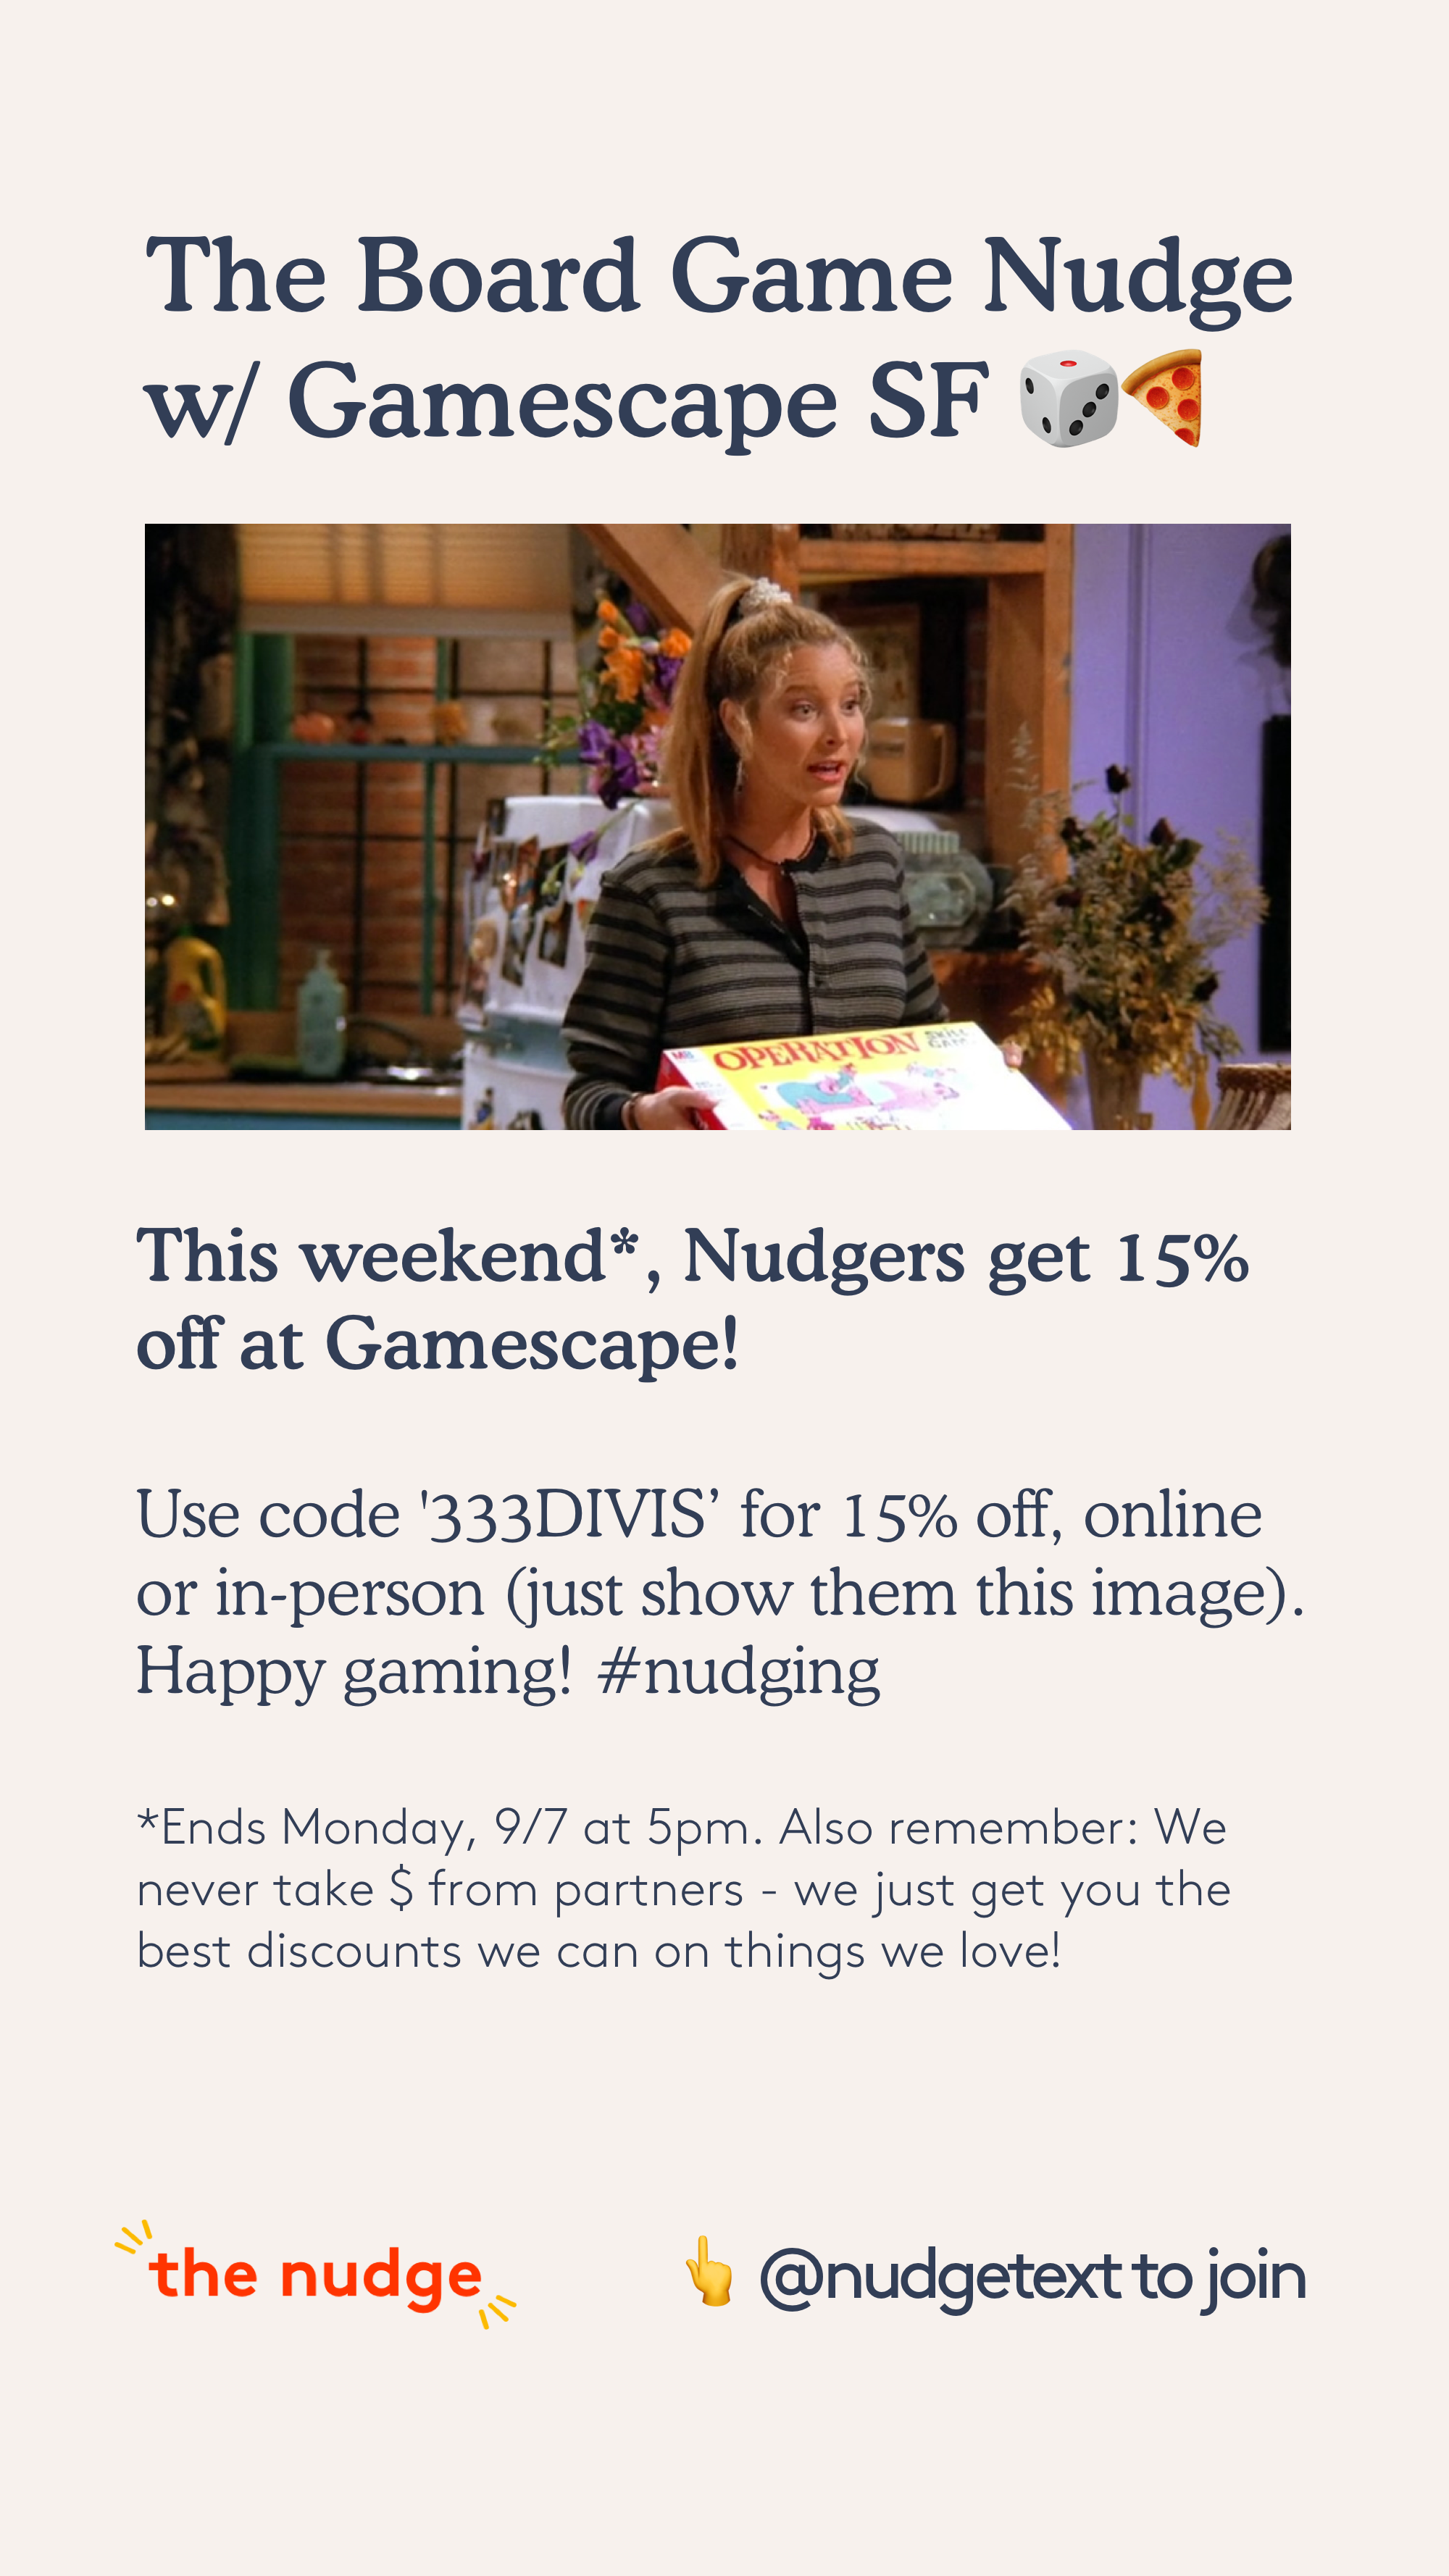 The Board Game Nudge
w/ Gamescape SF 🎲🍕
MB
OPERATION
SKILL
GAME
This weekend*, Nudgers get 15%
off at Gamescape!
Use code '333DIVIS’ for 15% off, online
or in-person (just show them this image).
Happy gaming! #nudging
*Ends Monday, 9/7 at 5pm. Also remember: We
never take $ from partners - we just get you the
best discounts we can on things we love!
the nudge
👆 @nudgetext to join